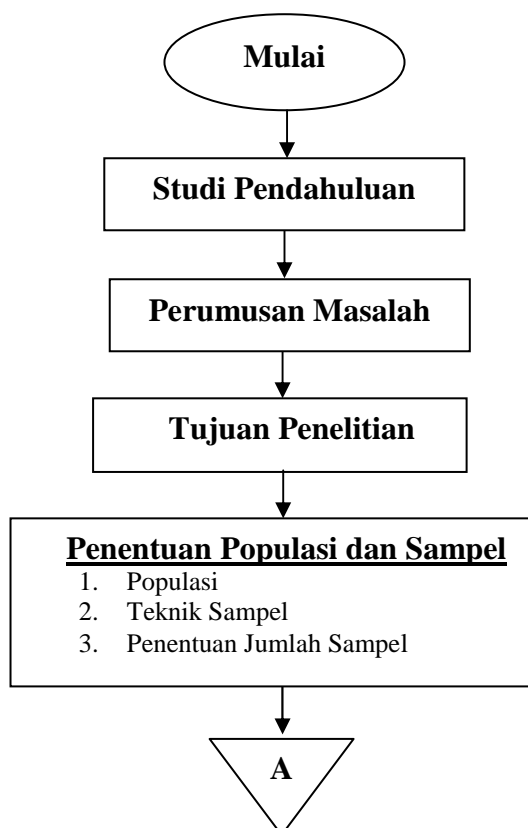 Mulai
Studi Pendahuluan
Perumusan Masalah
Tujuan Penelitian
Penentuan Populasi dan Sampel
1. Populasi
2. Teknik Sampel
3. Penentuan Jumlah Sampel
A